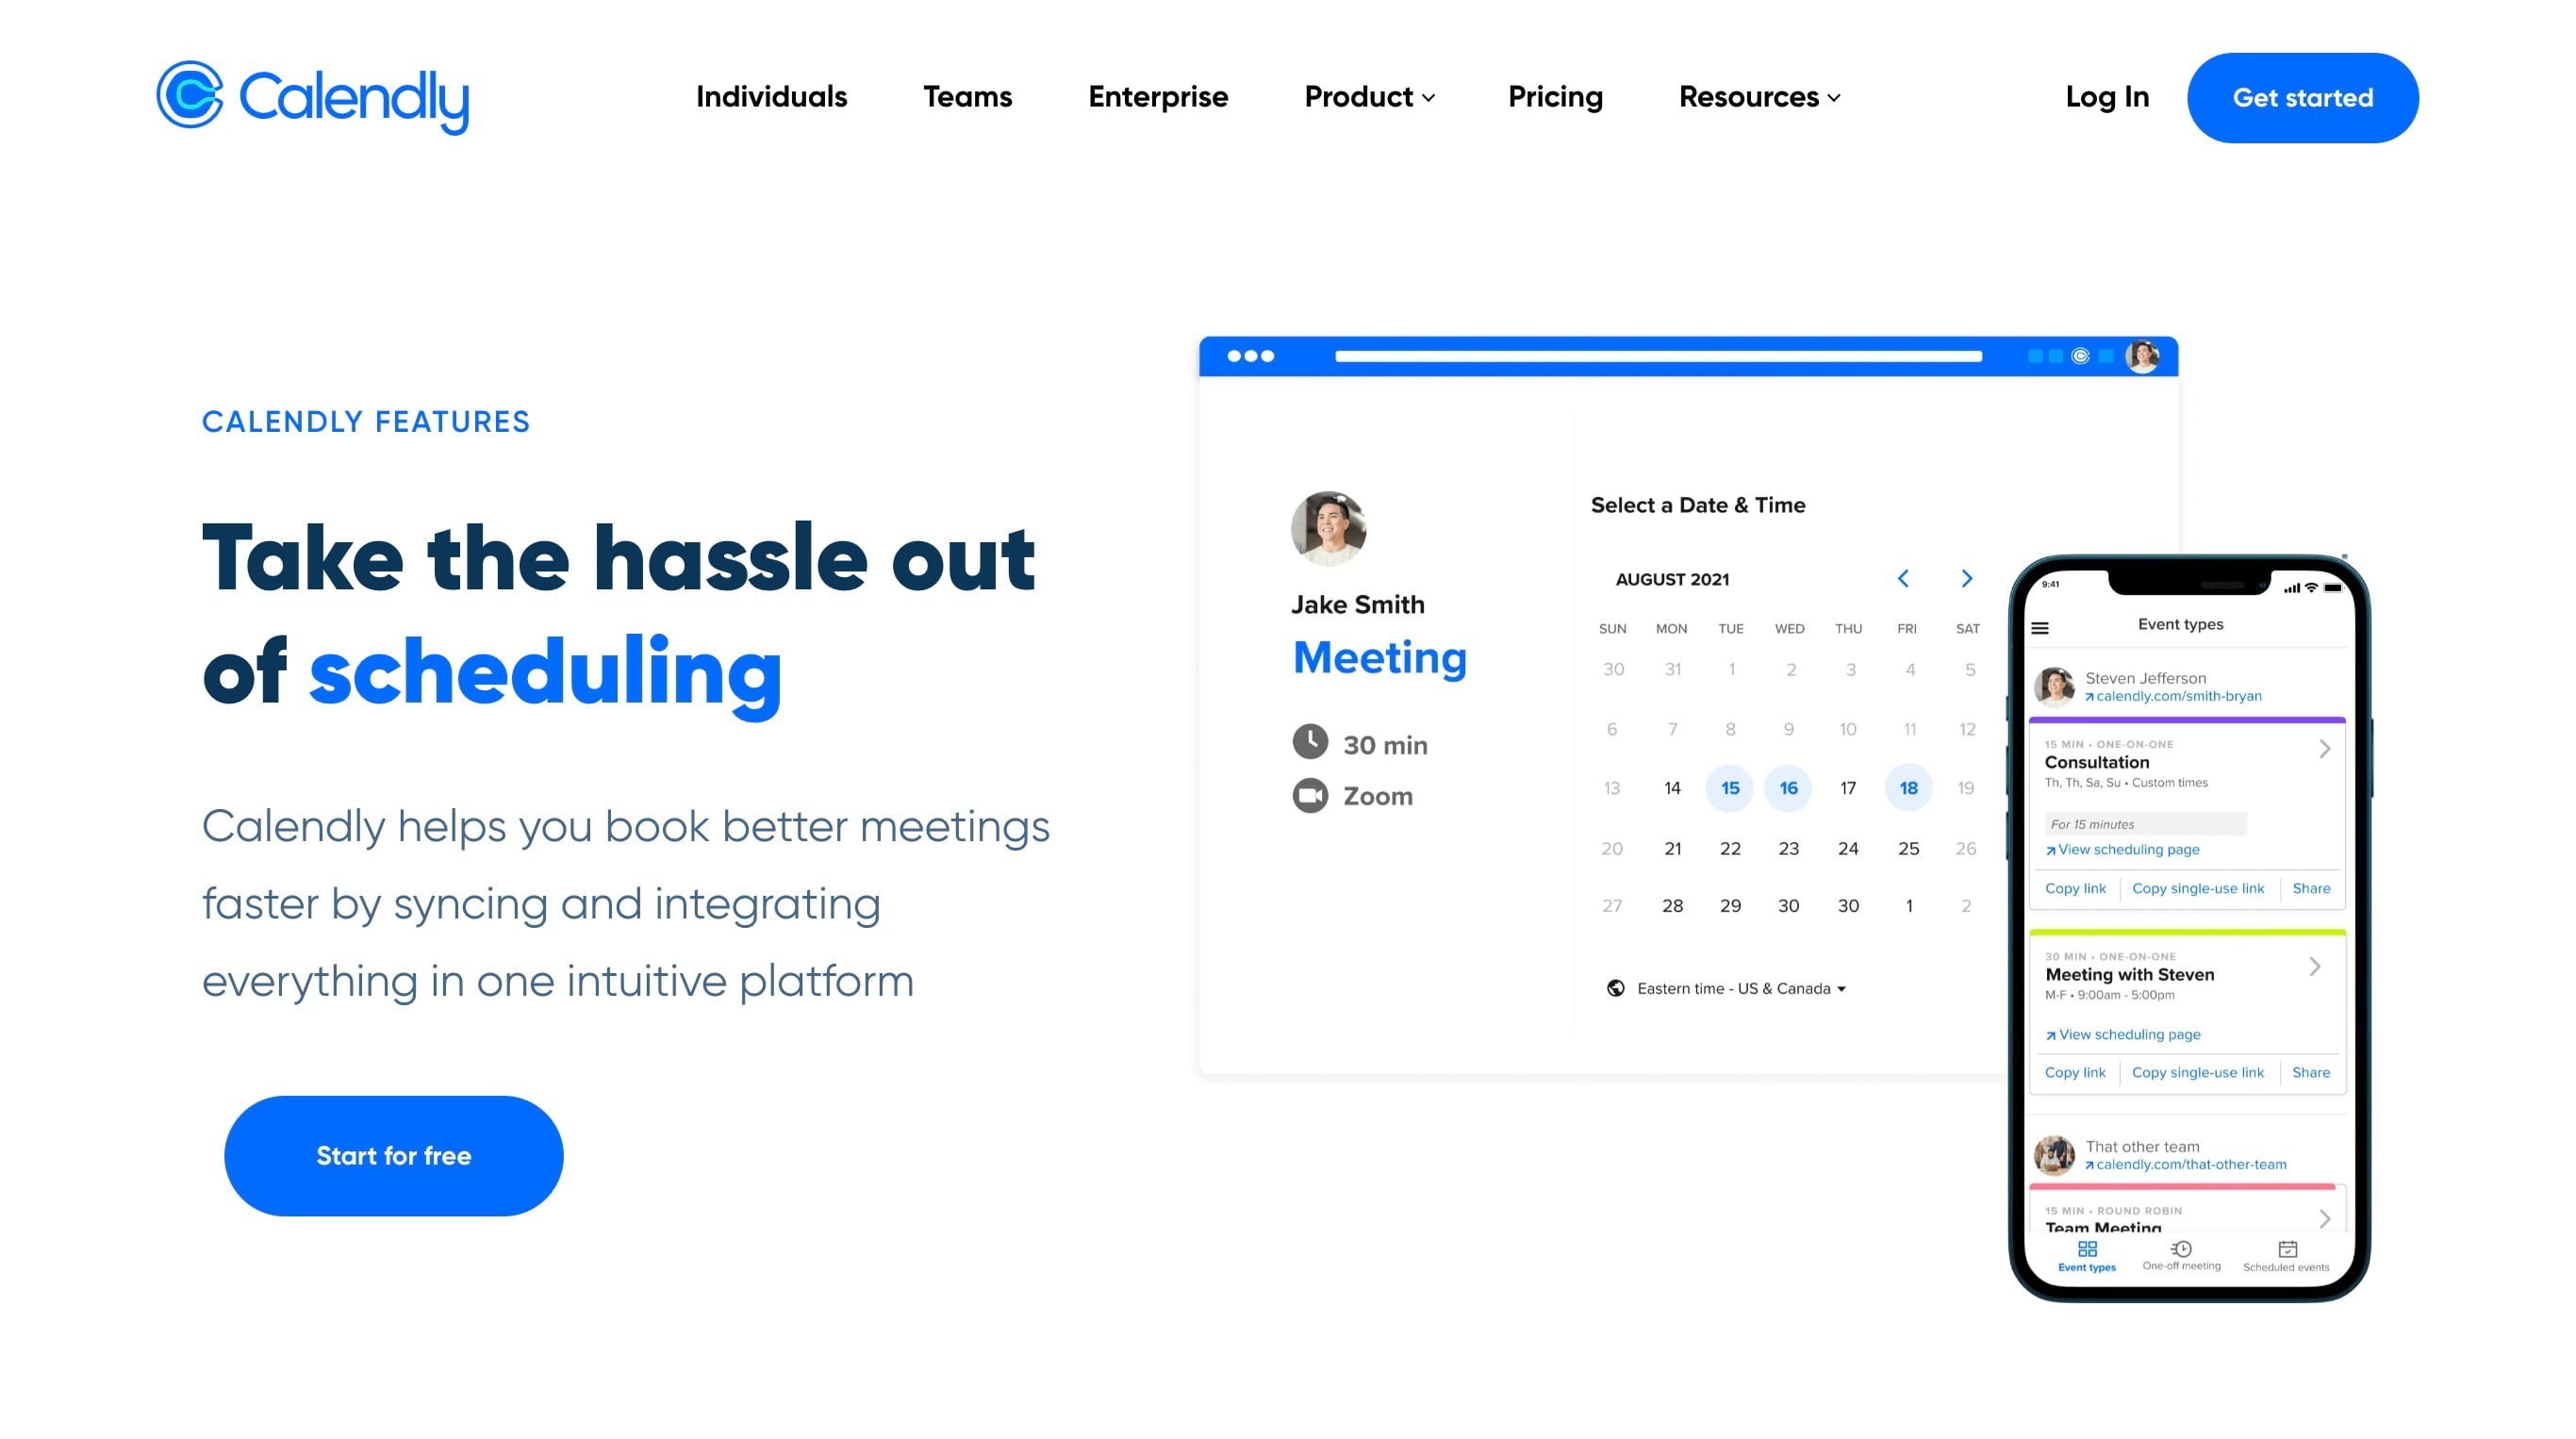 Calendly
Individuals
Teams
Enterprise
Product
Pricing
Resources
Log In
Get started
CALENDLY FEATURES
Take the hassle out
of scheduling
Calendly helps you book better meetings
faster by syncing and integrating
everything in one intuitive platform
Start for free
Jake Smith
Meeting
30 min
Zoom
Select a Date & Time
AUGUST 2021
SUN MON TUE WED THU FRI SAT
30 31 1 2 3 4 5
6 7 8 9 10 11 12
13 14 15 16 17 18 19
20 21 22 23 24 25 26
27 28 29 30 30 1 2
Eastern time - US & Canada
9:41
Event types
Steven Jefferson
calendly.com/smith-bryan
15 MIN • ONE-ON-ONE
Consultation
Th, Th, Sa, Su • Custom times
For 15 minutes
View scheduling page
Copy link
Copy single-use link
Share
30 MIN • ONE-ON-ONE
Meeting with Steven
M-F • 9:00am - 5:00pm
View scheduling page
Copy link
Copy single-use link
Share
That other team
calendly.com/that-other-team
15 MIN • ROUND ROBIN
Team Meeting
Event types
One-off meeting
Scheduled events